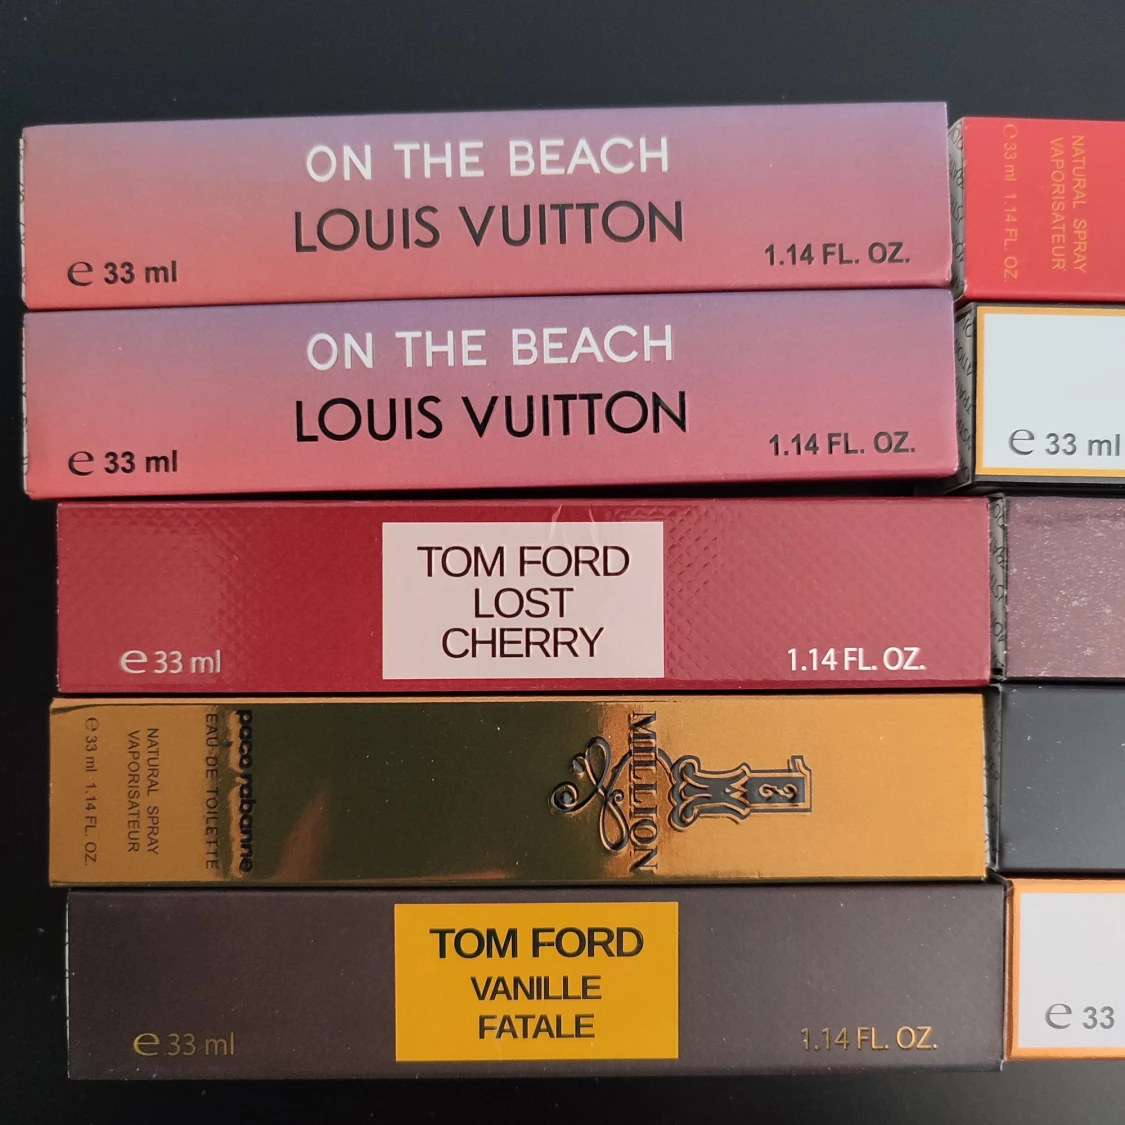 ON THE BEACH
LOUIS VUITTON
e 33 ml
1.14 FL. OZ.
NATURAL SPRAY
VAPORISATEUR
e 33 ml 1.14 FL. OZ.
ON THE BEACH
LOUIS VUITTON
e 33 ml
1.14 FL. OZ.
e 33 ml
TOM FORD
LOST
CHERRY
e 33 ml
1.14 FL. OZ.
1
MILLION
paco rabanne
EAU DE TOILETTE
NATURAL SPRAY
VAPORISATEUR
e 33 ml 1.14 FL. OZ.
TOM FORD
VANILLE
FATALE
e 33 ml
1.14 FL. OZ.
e 33